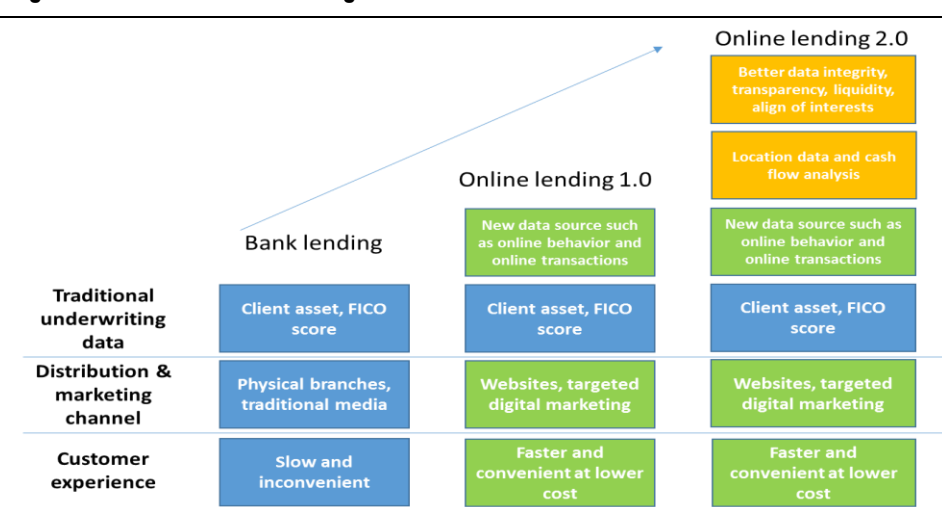 Online lending 2.0
Better data integrity,
transparency, liquidity,
align of interests
Location data and cash
flow analysis
Online lending 1.0
New data source such
as online behavior and
online transactions
New data source such as
online behavior and
online transactions
Bank lending
Traditional
underwriting
data
Client asset, FICO
score
Client asset, FICO
score
Client asset, FICO
score
Distribution &
marketing
channel
Physical branches,
traditional media
Websites, targeted
digital marketing
Websites, targeted
digital marketing
Customer
experience
Slow and
inconvenient
Faster and
convenient at lower
cost
Faster and
convenient at lower
cost